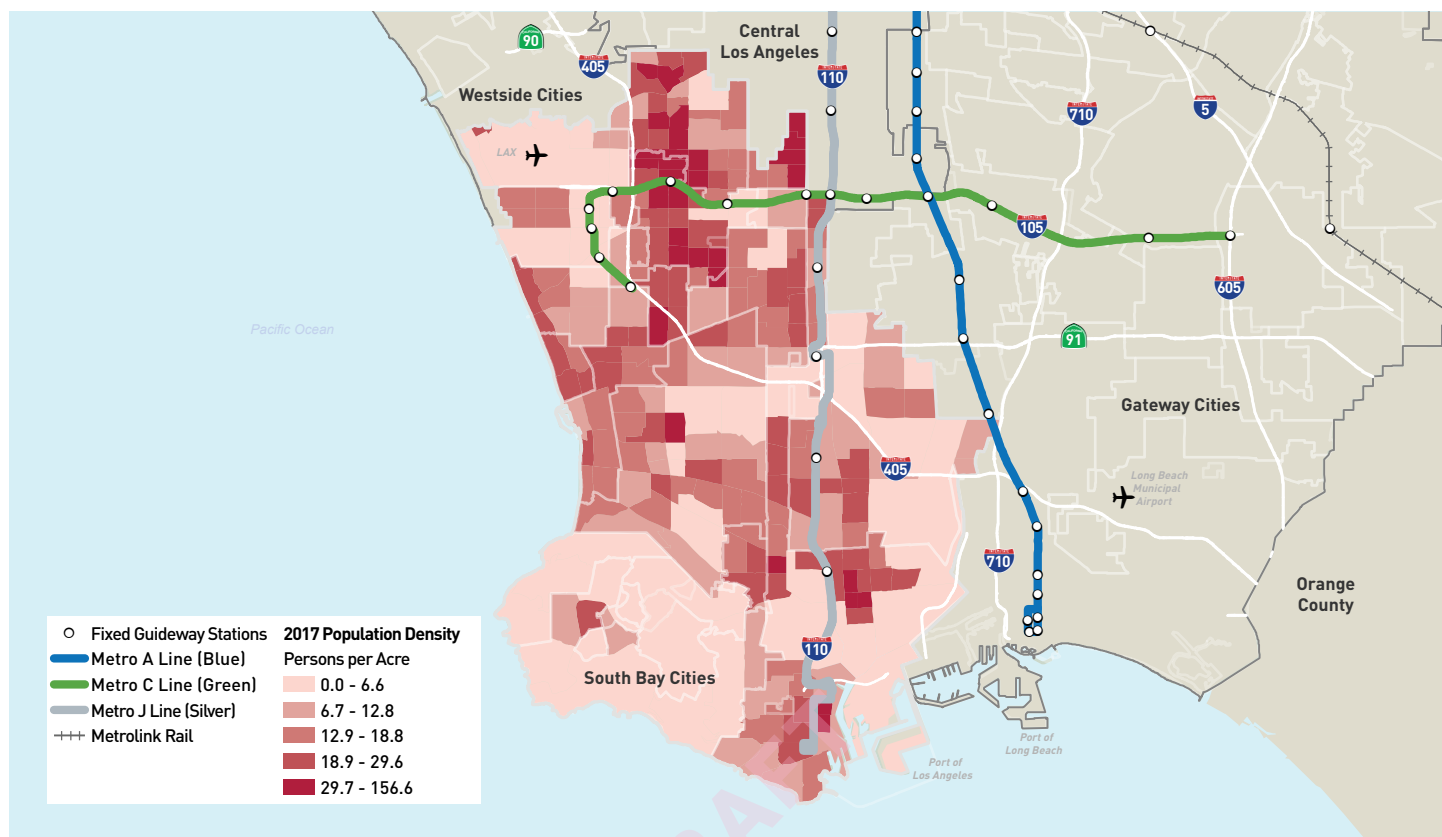 Central
Los Angeles
90
405
110
Westside Cities
710
5
LAX
105
605
Pacific Ocean
91
Gateway Cities
405
Long Beach
Municipal
Airport
710
Orange
County
Fixed Guideway Stations
Metro A Line (Blue)
Metro C Line (Green)
Metro J Line (Silver)
Metrolink Rail
2017 Population Density
Persons per Acre
0.0 - 6.6
6.7 - 12.8
12.9 - 18.8
18.9 - 29.6
29.7 - 156.6
110
South Bay Cities
Port of
Long Beach
Port of
Los Angeles